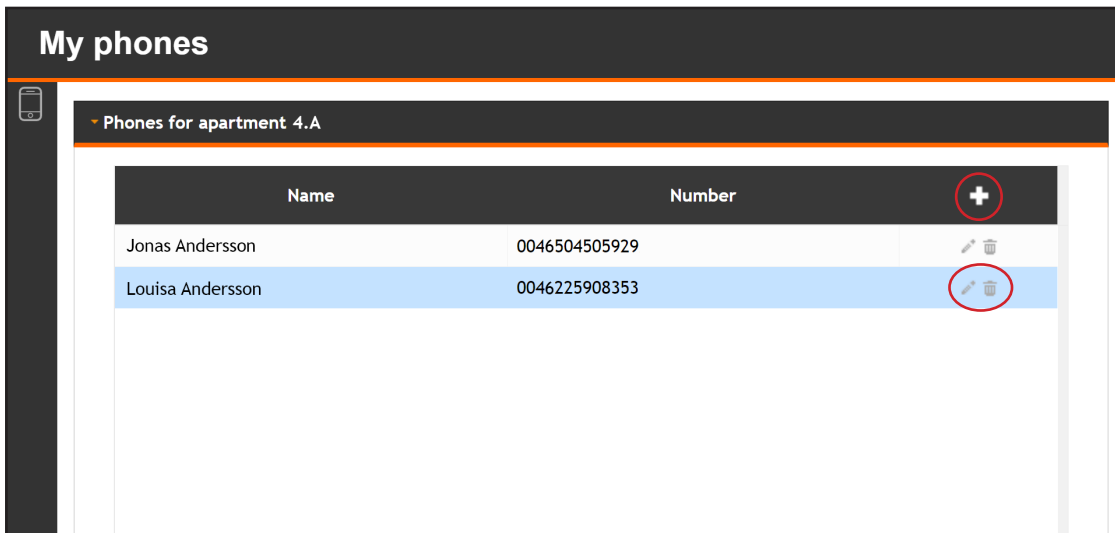 My phones
Phones for apartment 4.A
Name Number
Jonas Andersson 0046504505929
Louisa Andersson 0046225908353